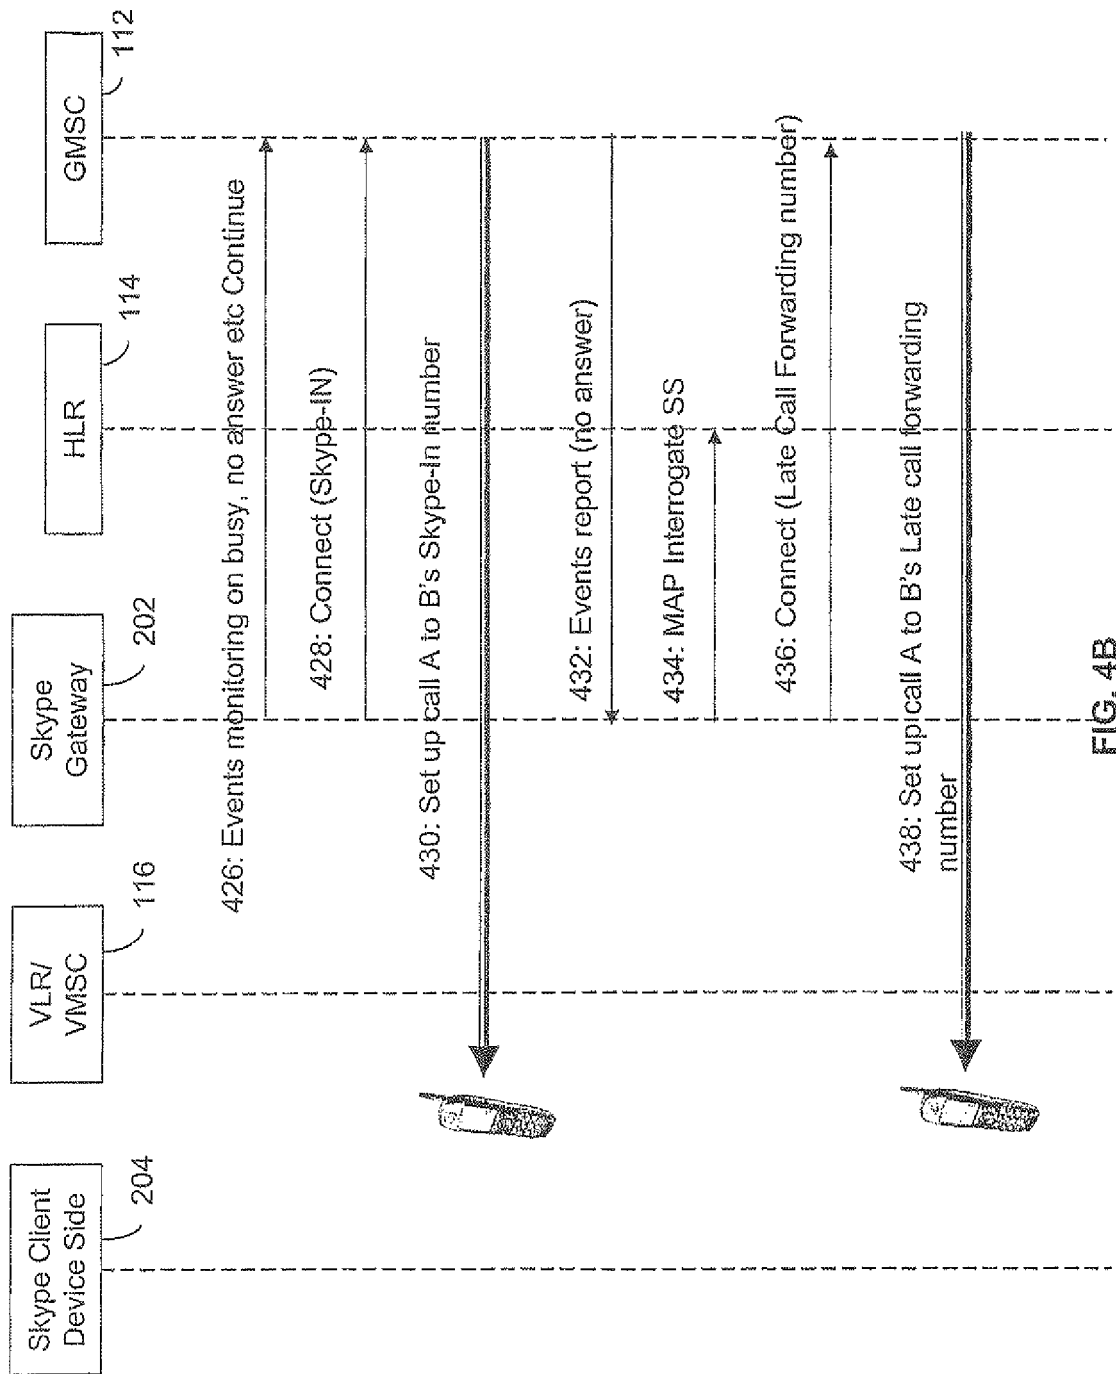 Skype Client
Device Side
204
VLR/
VMSC
116
Skype
Gateway
202
HLR
114
GMSC
112
426: Events monitoring on busy, no answer etc Continue
428: Connect (Skype-IN)
430: Set up call A to B's Skype-In number
432: Events report (no answer)
434: MAP Interrogate SS
436: Connect (Late Call Forwarding number)
438: Set up call A to B's Late call forwarding
number
FIG. 4B